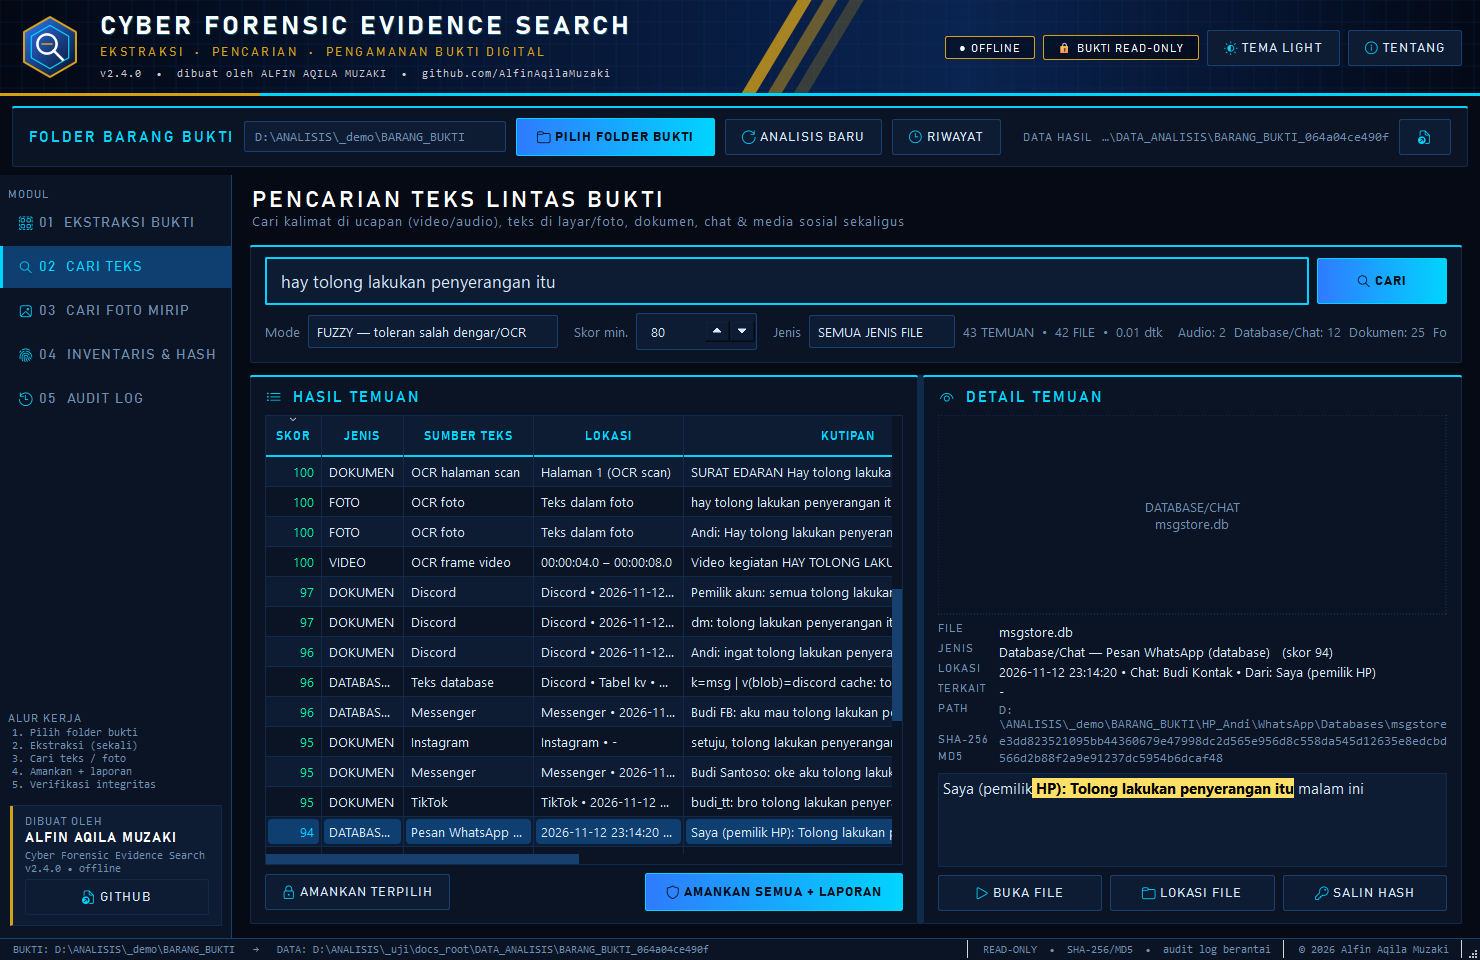 CYBER FORENSIC EVIDENCE SEARCH
EKSTRAKSI · PENCARIAN · PENGAMANAN BUKTI DIGITAL
v2.4.0 • dibuat oleh ALFIN AQILA MUZAKI • github.com/AlfinAqilaMuzaki
● OFFLINE
BUKTI READ-ONLY
TEMA LIGHT
TENTANG
FOLDER BARANG BUKTI
D:\ANALISIS\_demo\BARANG_BUKTI
PILIH FOLDER BUKTI
ANALISIS BARU
RIWAYAT
DATA HASIL …\DATA_ANALISIS\BARANG_BUKTI_064a04ce490f
MODUL
01 EKSTRAKSI BUKTI
02 CARI TEKS
03 CARI FOTO MIRIP
04 INVENTARIS & HASH
05 AUDIT LOG
ALUR KERJA
1. Pilih folder bukti
2. Ekstraksi (sekali)
3. Cari teks / foto
4. Amankan + laporan
5. Verifikasi integritas
DIBUAT OLEH
ALFIN AQILA MUZAKI
Cyber Forensic Evidence Search
v2.4.0 • offline
GITHUB
PENCARIAN TEKS LINTAS BUKTI
Cari kalimat di ucapan (video/audio), teks di layar/foto, dokumen, chat & media sosial sekaligus
hay tolong lakukan penyerangan itu
CARI
Mode FUZZY — toleran salah dengar/OCR Skor min. 80 Jenis SEMUA JENIS FILE 43 TEMUAN • 42 FILE • 0.01 dtk Audio: 2 Database/Chat: 12 Dokumen: 25 Fo
HASIL TEMUAN
SKOR JENIS SUMBER TEKS LOKASI KUTIPAN
100 DOKUMEN OCR halaman scan Halaman 1 (OCR scan) SURAT EDARAN Hay tolong lakuka
100 FOTO OCR foto Teks dalam foto hay tolong lakukan penyerangan it
100 FOTO OCR foto Teks dalam foto Andi: Hay tolong lakukan penyeran
100 VIDEO OCR frame video 00:00:04.0 – 00:00:08.0 Video kegiatan HAY TOLONG LAKU
97 DOKUMEN Discord Discord • 2026-11-12... Pemilik akun: semua tolong lakukar
97 DOKUMEN Discord Discord • 2026-11-12... dm: tolong lakukan penyerangan it
96 DOKUMEN Discord Discord • 2026-11-12... Andi: ingat tolong lakukan penyera
96 DATABAS... Teks database Discord • Tabel kv • ... k=msg | v(blob)=discord cache: to
96 DATABAS... Messenger Messenger • 2026-11... Budi FB: aku mau tolong lakukan pe
95 DOKUMEN Instagram Instagram • - setuju, tolong lakukan penyerangar
95 DOKUMEN Messenger Messenger • 2026-11... Budi Santoso: oke aku tolong lakuk
95 DOKUMEN TikTok TikTok • 2026-11-12 ... budi_tt: bro tolong lakukan penyer
94 DATABAS... Pesan WhatsApp ... 2026-11-12 23:14:20 ... Saya (pemilik HP): Tolong lakukan p
AMANKAN TERPILIH
AMANKAN SEMUA + LAPORAN
DETAIL TEMUAN
DATABASE/CHAT
msgstore.db
FILE msgstore.db
JENIS Database/Chat — Pesan WhatsApp (database) (skor 94)
LOKASI 2026-11-12 23:14:20 • Chat: Budi Kontak • Dari: Saya (pemilik HP)
TERKAIT -
PATH D:
\ANALISIS\_demo\BARANG_BUKTI\HP_Andi\WhatsApp\Databases\msgstore
SHA-256 e3dd823521095bb44360679e47998dc2d565e956d8c558da545d12635e8edcbd
MD5 566d2b88f2a9e91237dc5954b6dcaf48
Saya (pemilik HP): Tolong lakukan penyerangan itu malam ini
BUKA FILE
LOKASI FILE
SALIN HASH
BUKTI: D:\ANALISIS\_demo\BARANG_BUKTI → DATA: D:\ANALISIS\_uji\docs_root\DATA_ANALISIS\BARANG_BUKTI_064a04ce490f
READ-ONLY • SHA-256/MD5 • audit log berantai
© 2026 Alfin Aqila Muzaki